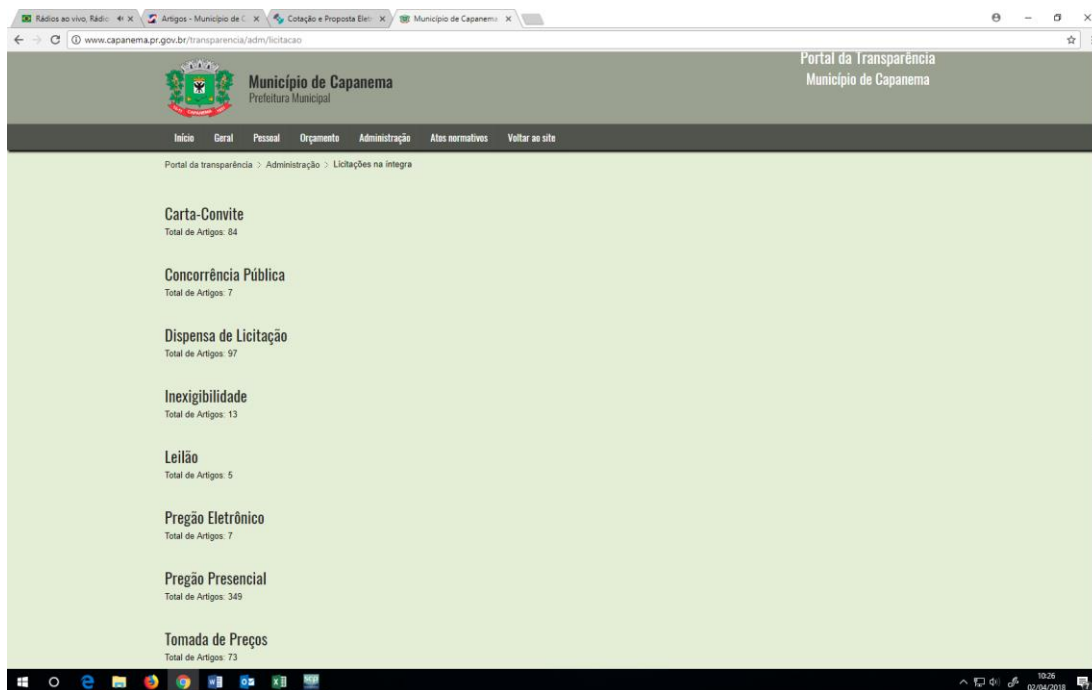 Rádios ao vivo, Rádio
Artigos - Município de C
Cotação e Proposta Eletr
Município de Capanema
www.capanema.pr.gov.br/transparencia/adm/licitacao
Município de Capanema
Prefeitura Municipal
Portal da Transparência
Município de Capanema
Início Geral Pessoal Orçamento Administração Atos normativos Voltar ao site
Portal da transparência > Administração > Licitações na íntegra
Carta-Convite
Total de Artigos: 84
Concorrência Pública
Total de Artigos: 7
Dispensa de Licitação
Total de Artigos: 97
Inexigibilidade
Total de Artigos: 13
Leilão
Total de Artigos: 5
Pregão Eletrônico
Total de Artigos: 7
Pregão Presencial
Total de Artigos: 349
Tomada de Preços
Total de Artigos: 73
10:26
02/04/2018